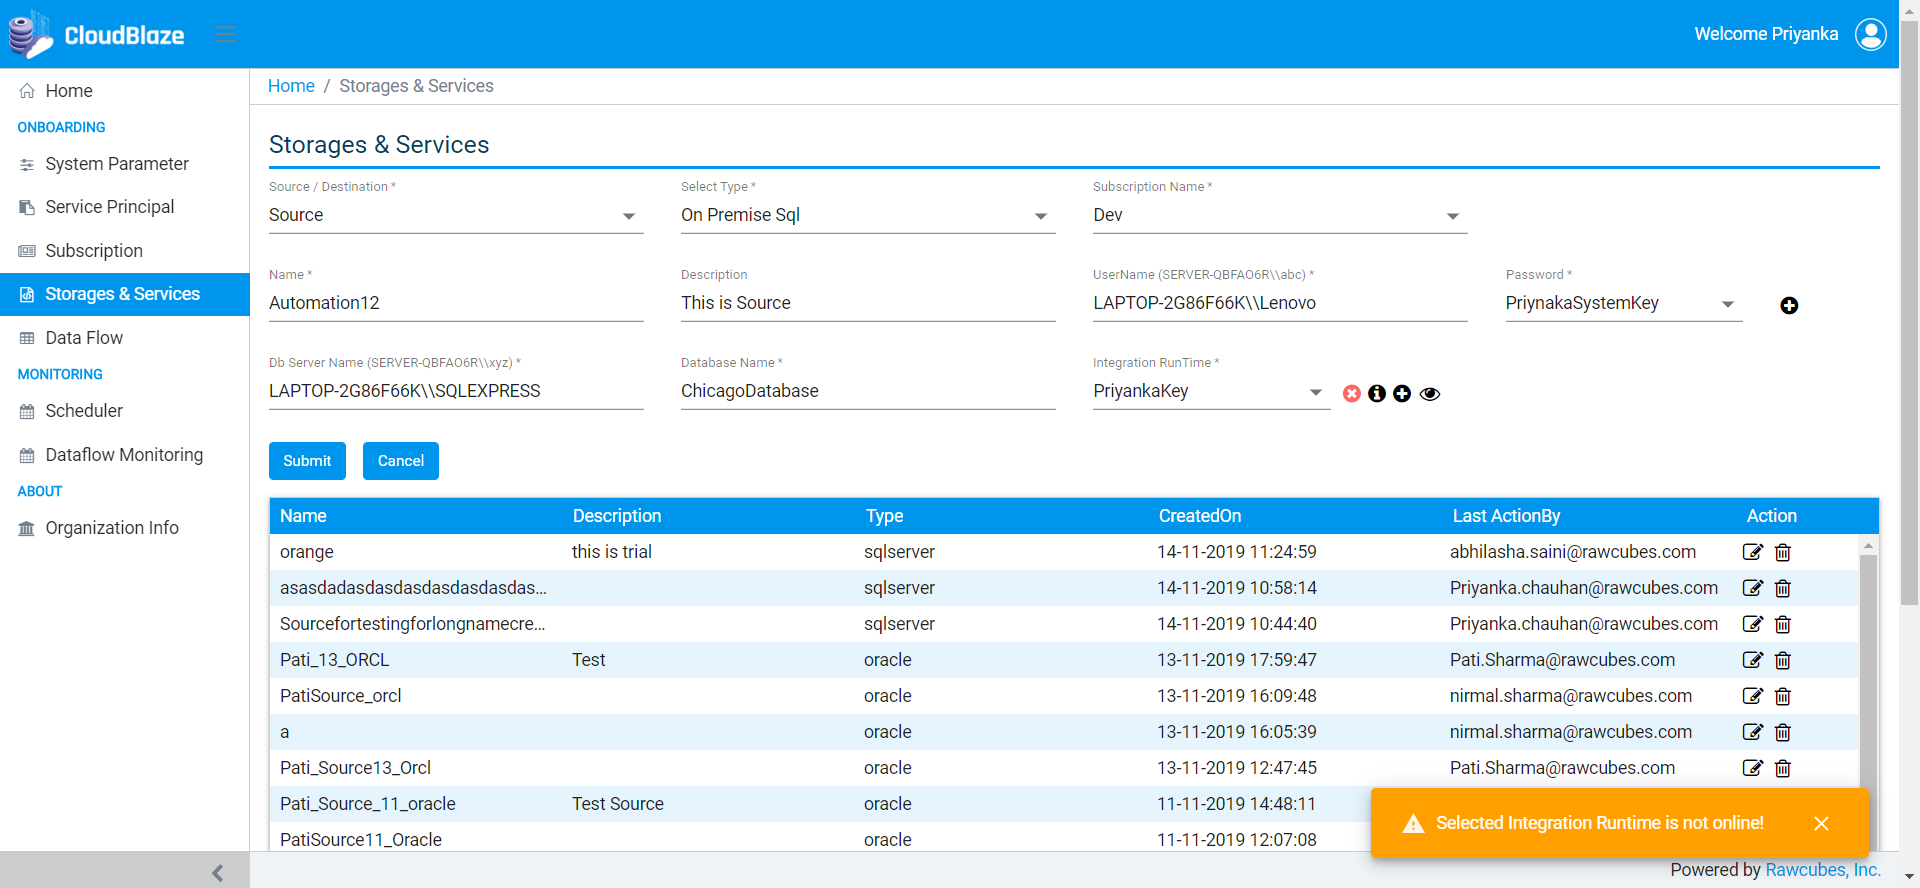 CloudBlaze
Welcome Priyanka
Home
ONBOARDING
System Parameter
Service Principal
Subscription
Storages & Services
Data Flow
MONITORING
Scheduler
Dataflow Monitoring
ABOUT
Organization Info
Home / Storages & Services
Storages & Services
Source / Destination * Select Type * Subscription Name *
Source On Premise Sql Dev
Name * Description UserName (SERVER-QBFAO6R\\abc) * Password *
Automation12 This is Source LAPTOP-2G86F66K\\Lenovo PriynakaSystemKey
Db Server Name (SERVER-QBFAO6R\\xyz) * Database Name * Integration RunTime *
LAPTOP-2G86F66K\\SQLEXPRESS ChicagoDatabase PriyankaKey
Submit Cancel
Name Description Type CreatedOn Last ActionBy Action
orange this is trial sqlserver 14-11-2019 11:24:59 abhilasha.saini@rawcubes.com
asasdadasdasdasdasdasdasdas... sqlserver 14-11-2019 10:58:14 Priyanka.chauhan@rawcubes.com
Sourcefortestingforlongnamecre... sqlserver 14-11-2019 10:44:40 Priyanka.chauhan@rawcubes.com
Pati_13_ORCL Test oracle 13-11-2019 17:59:47 Pati.Sharma@rawcubes.com
PatiSource_orcl oracle 13-11-2019 16:09:48 nirmal.sharma@rawcubes.com
a oracle 13-11-2019 16:05:39 nirmal.sharma@rawcubes.com
Pati_Source13_Orcl oracle 13-11-2019 12:47:45 Pati.Sharma@rawcubes.com
Pati_Source_11_oracle Test Source oracle 11-11-2019 14:48:11
PatiSource11_Oracle oracle 11-11-2019 12:07:08
Selected Integration Runtime is not online!
Powered by Rawcubes, Inc.